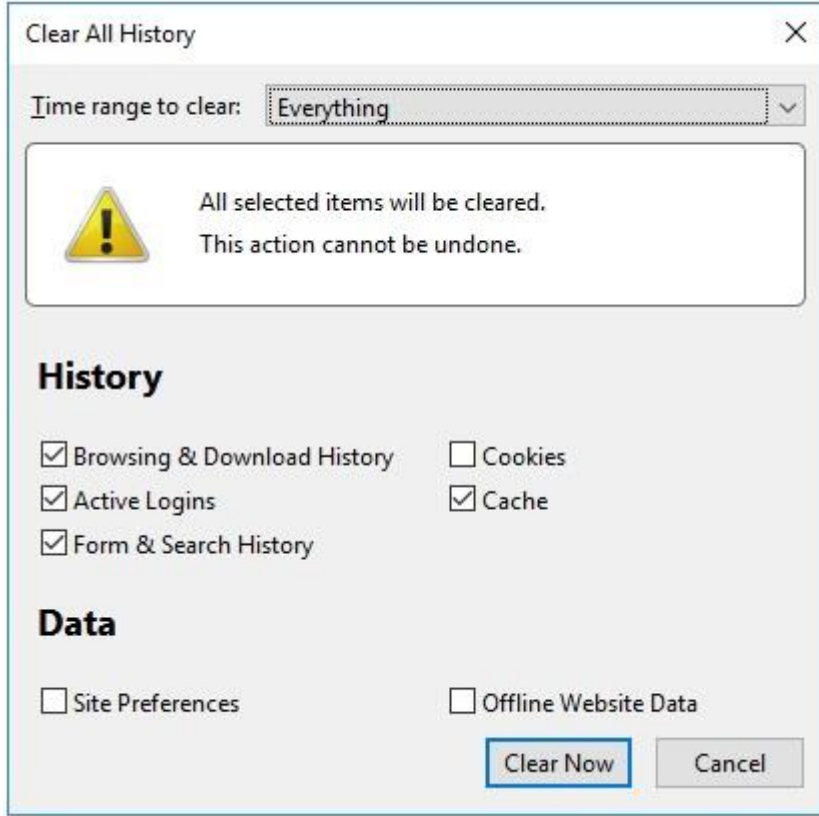 Clear All History
Time range to clear: Everything
All selected items will be cleared.
This action cannot be undone.
History
Browsing & Download History Cookies
Active Logins Cache
Form & Search History
Data
Site Preferences Offline Website Data
Clear Now Cancel